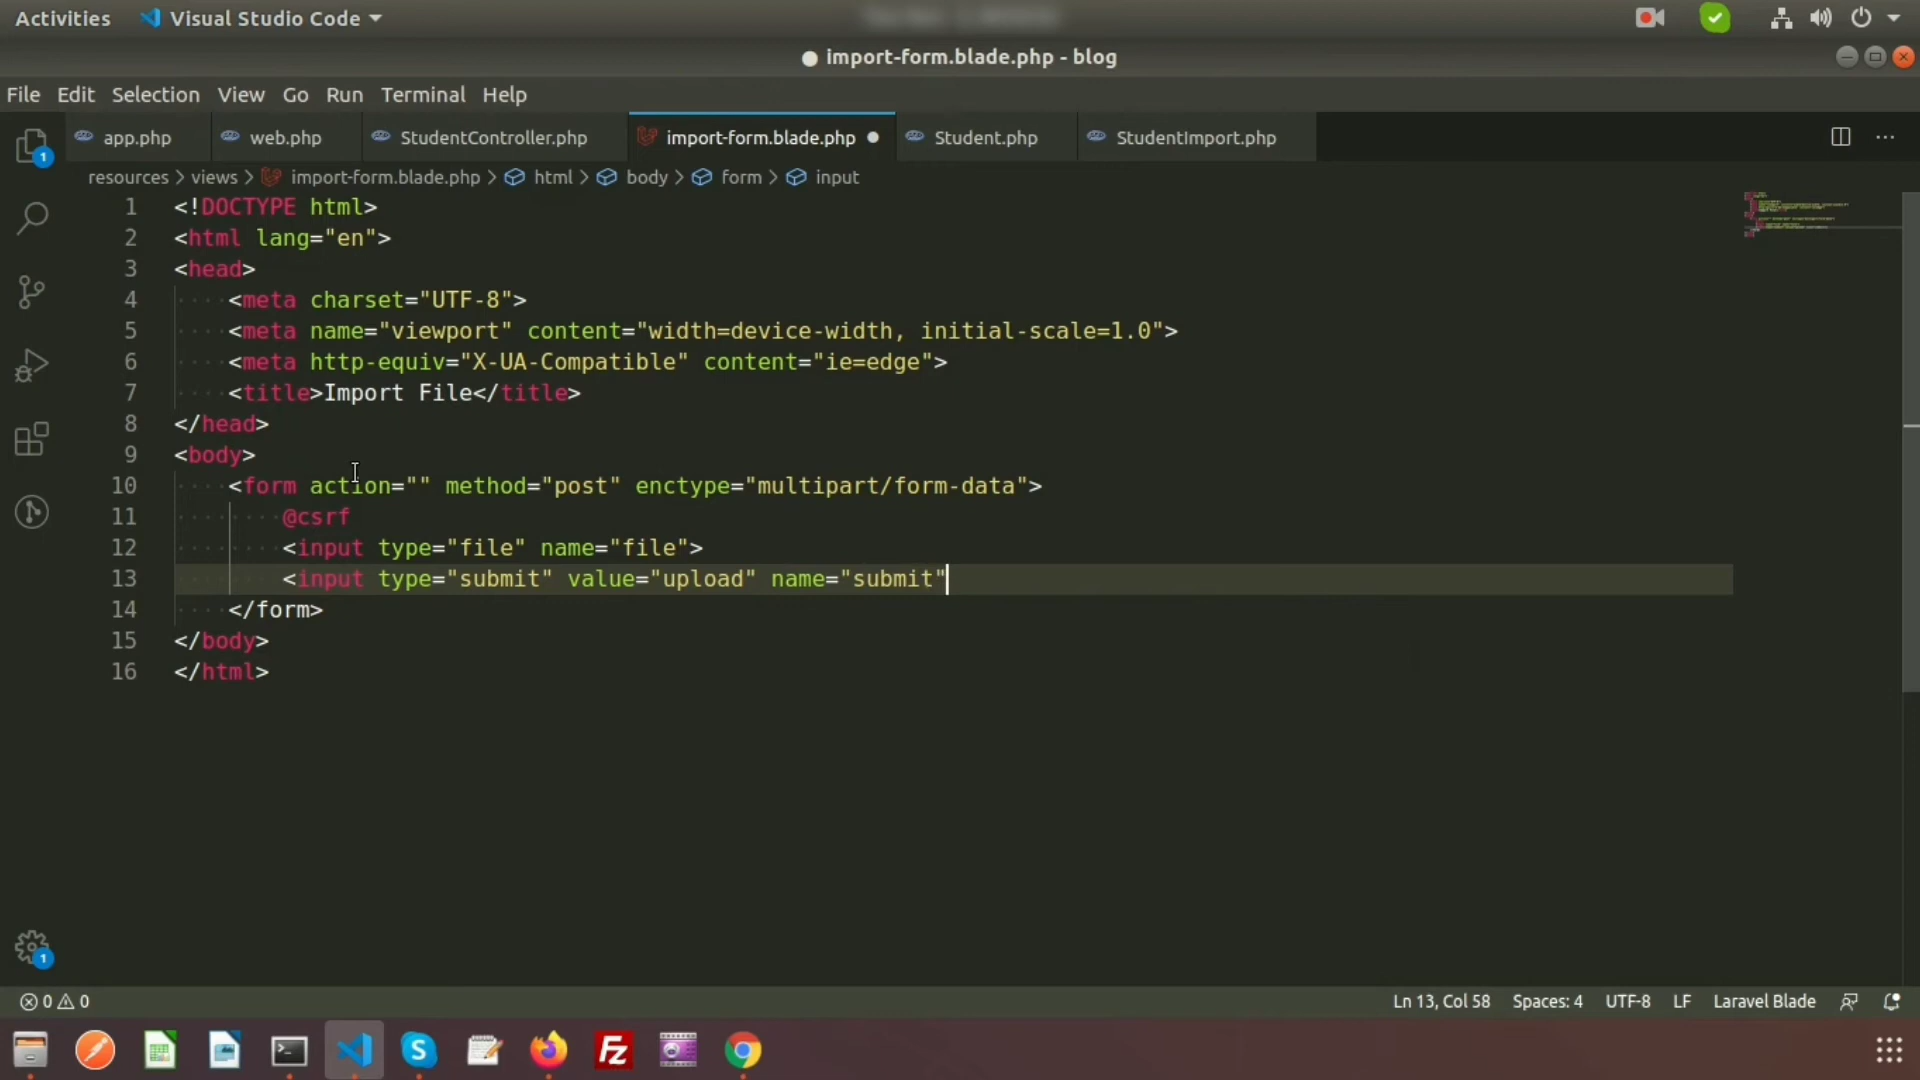 Activities Visual Studio Code
import-form.blade.php - blog
File Edit Selection View Go Run Terminal Help
app.php web.php StudentController.php import-form.blade.php Student.php StudentImport.php
resources > views > import-form.blade.php > html > body > form > input
1 <!DOCTYPE html>
2 <html lang="en">
3 <head>
4 <meta charset="UTF-8">
5 <meta name="viewport" content="width=device-width, initial-scale=1.0">
6 <meta http-equiv="X-UA-Compatible" content="ie=edge">
7 <title>Import File</title>
8 </head>
9 <body>
10 <form action="" method="post" enctype="multipart/form-data">
11 @csrf
12 <input type="file" name="file">
13 <input type="submit" value="upload" name="submit"
14 </form>
15 </body>
16 </html>
1
1
0 0 Ln 13, Col 58 Spaces: 4 UTF-8 LF Laravel Blade
S Fz